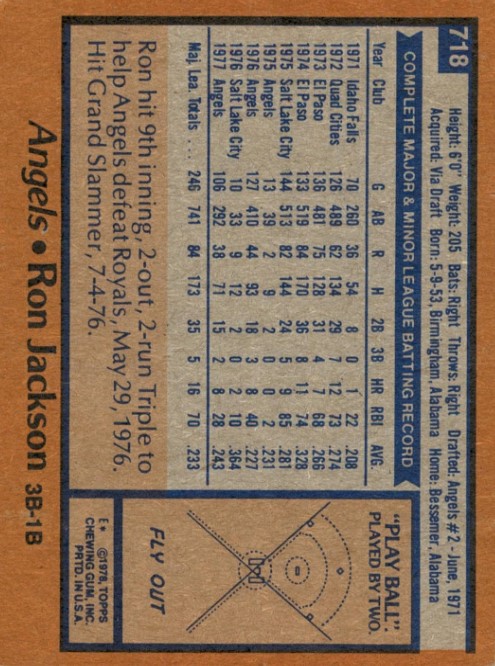 718
Height: 6'0" Weight: 205 Bats: Right Throws: Right Drafted: Angels #2-June, 1971
Acquired: Via Draft Born: 5-9-53, Birmingham, Alabama Home: Bessemer, Alabama
COMPLETE MAJOR & MINOR LEAGUE BATTING RECORD
Year Club G AB R H 2B 3B HR RBI AVG.
1971 Idaho Falls 70 260 36 54 8 0 1 22 .208
1972 Quad Cities 126 489 62 134 29 7 12 73 .274
1973 El Paso 136 481 75 128 31 4 7 68 .266
1974 El Paso 133 519 84 170 36 8 11 74 .328
1975 Salt Lake City 144 513 82 144 24 5 9 85 .281
1975 Angels 13 39 2 9 2 0 0 2 .231
1976 Angels 127 410 44 93 18 3 8 40 .227
1976 Salt Lake City 10 33 9 12 2 0 2 10 .364
1977 Angels 106 292 38 71 15 2 8 28 .243
Maj. Lea. Totals . . . 246 741 84 173 35 5 16 70 .233
Ron hit 9th inning, 2-out, 2-run Triple to
help Angels defeat Royals, May 29, 1976.
Hit Grand Slammer, 7-4-76.
"PLAY BALL"
PLAYED BY TWO.
FLY OUT
E* ©1978, TOPPS
CHEWING GUM, INC.
PRTD. IN U.S.A.
Angels • Ron Jackson 3B-1B